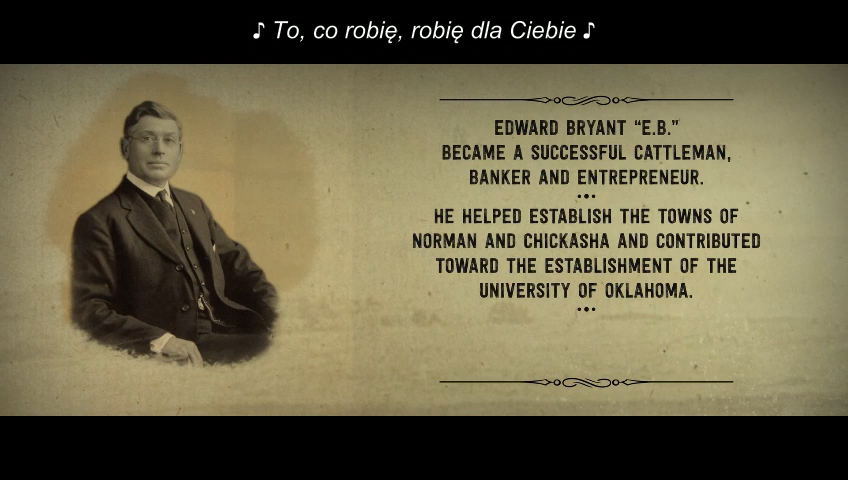 ♪ To, co robię, robię dla Ciebie ♪
EDWARD BRYANT “E.B.”
BECAME A SUCCESSFUL CATTLEMAN,
BANKER AND ENTREPRENEUR.
HE HELPED ESTABLISH THE TOWNS OF
NORMAN AND CHICKASHA AND CONTRIBUTED
TOWARD THE ESTABLISHMENT OF THE
UNIVERSITY OF OKLAHOMA.